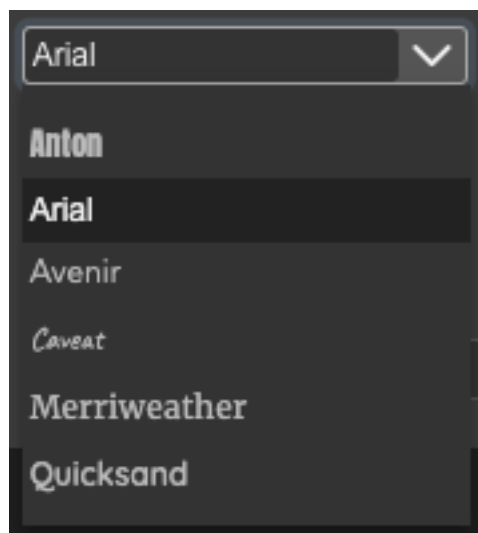 Arial
Anton
Arial
Avenir
Caveat
Merriweather
Quicksand